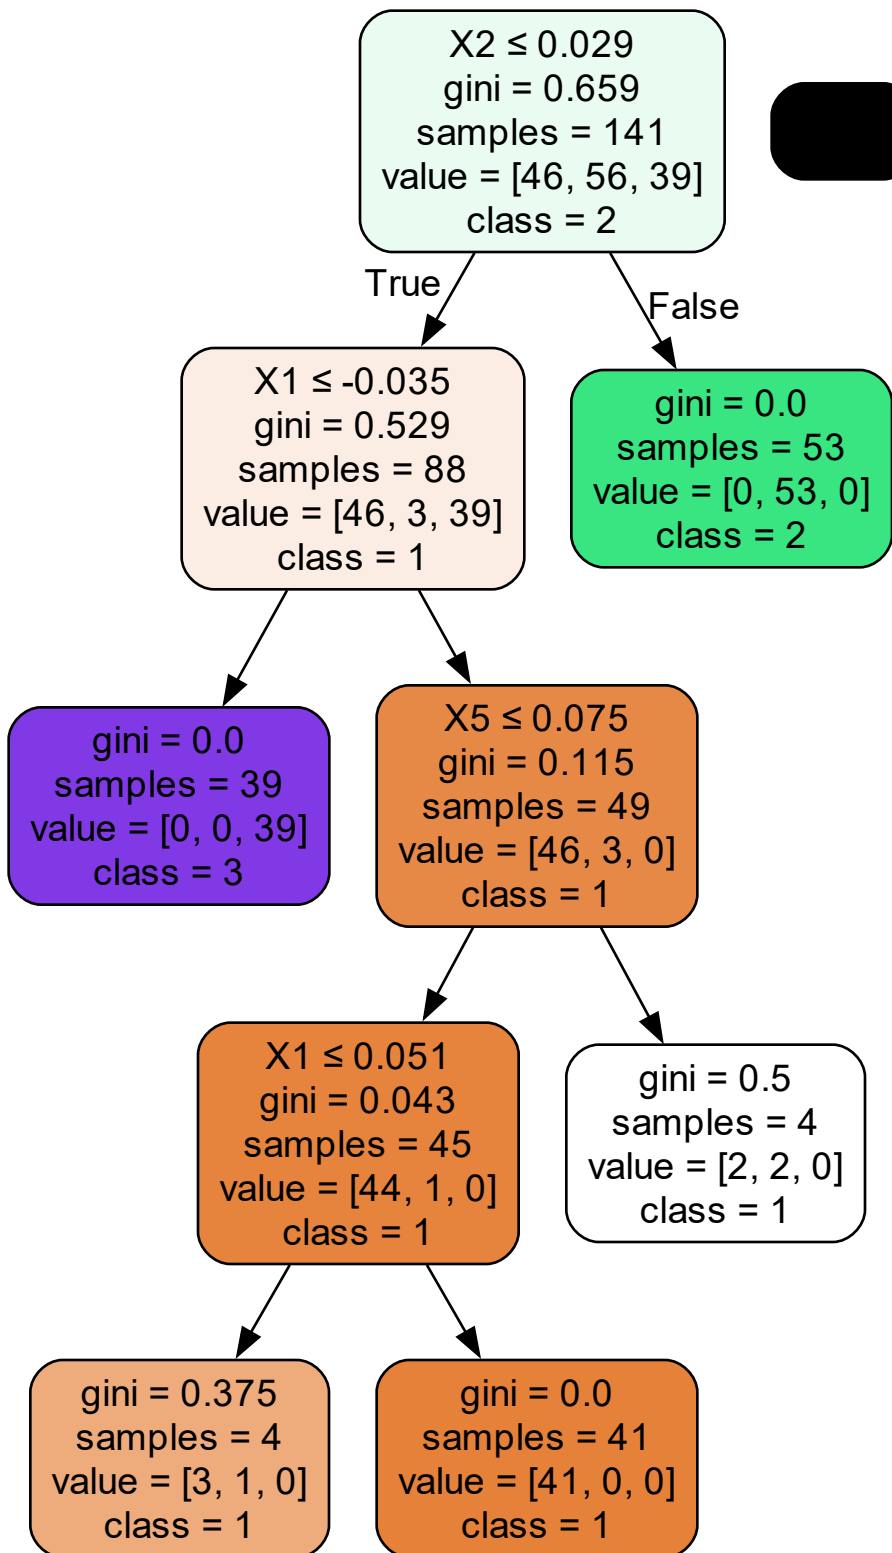 X2 ≤ 0.029
gini = 0.659
samples = 141
value = [46, 56, 39]
class = 2
True
False
X1 ≤ -0.035
gini = 0.529
samples = 88
value = [46, 3, 39]
class = 1
gini = 0.0
samples = 53
value = [0, 53, 0]
class = 2
gini = 0.0
samples = 39
value = [0, 0, 39]
class = 3
X5 ≤ 0.075
gini = 0.115
samples = 49
value = [46, 3, 0]
class = 1
X1 ≤ 0.051
gini = 0.043
samples = 45
value = [44, 1, 0]
class = 1
gini = 0.5
samples = 4
value = [2, 2, 0]
class = 1
gini = 0.375
samples = 4
value = [3, 1, 0]
class = 1
gini = 0.0
samples = 41
value = [41, 0, 0]
class = 1